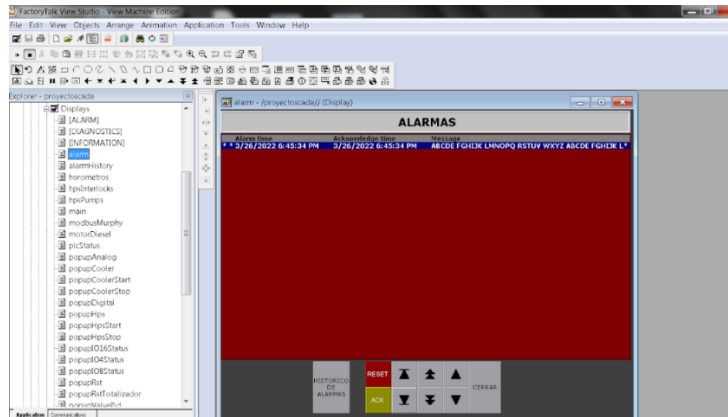 FactoryTalk View Studio - View Machine Edition
File Edit View Objects Arrange Animation Application Tools Window Help
Explorer - proyectoscada
Displays
[ALARM]
[DIAGNOSTICS]
[INFORMATION]
alarm
alarmHistory
horometros
hpsInterlocks
hpsPumps
main
modbusMurphy
motorDiesel
plcStatus
popupAnalog
popupCooler
popupCoolerStart
popupCoolerStop
popupDigital
popupHps
popupHpsStart
popupHpsStop
popupIO16Status
popupIO4Status
popupIO8Status
popupRst
popupRstTotalizador
popupValvePid
Application Communications
alarm - /proyectoscada// (Display)
ALARMAS
Alarm time Acknowledge time Message
* * 3/26/2022 6:45:34 PM 3/26/2022 6:45:34 PM ABCDE FGHIJK LMNOPQ RSTUV WXYZ ABCDE FGHIJK L*
HISTORICO
DE
ALARMAS
RESET
ACK
CERRAR